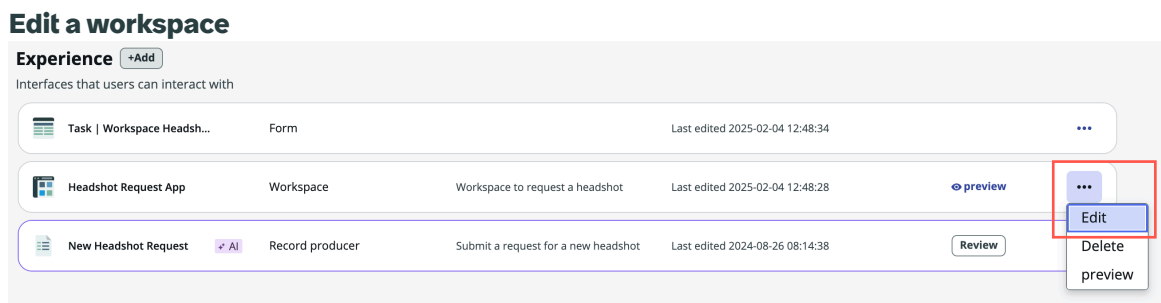 Edit a workspace
Experience +Add
Interfaces that users can interact with
Task | Workspace Headsh... Form Last edited 2025-02-04 12:48:34 •••
Headshot Request App Workspace Workspace to request a headshot Last edited 2025-02-04 12:48:28 preview •••
Edit
New Headshot Request AI Record producer Submit a request for a new headshot Last edited 2024-08-26 08:14:38 Review
Delete
preview